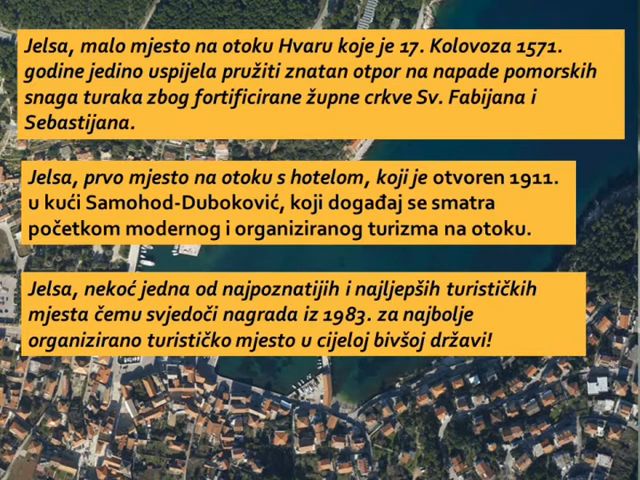 Jelsa, malo mjesto na otoku Hvaru koje je 17. Kolovoza 1571.
godine jedino uspijela pružiti znatan otpor na napade pomorskih
snaga turaka zbog fortificirane župne crkve Sv. Fabijana i
Sebastijana.
Jelsa, prvo mjesto na otoku s hotelom, koji je otvoren 1911.
u kući Samohod-Duboković, koji događaj se smatra
početkom modernog i organiziranog turizma na otoku.
Jelsa, nekoć jedna od najpoznatijih i najljepših turističkih
mjesta čemu svjedoči nagrada iz 1983. za najbolje
organizirano turističko mjesto u cijeloj bivšoj državi!